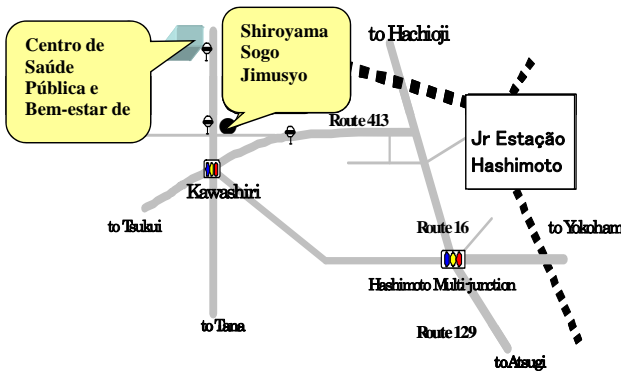 Centro de
Saúde
Pública e
Bem-estar de
Shiroyama
Sogo
Jimusyo
to Hachioji
Route 413
Jr Estação
Hashimoto
Kawashiri
to Tsukui
Route 16
to Yokoham
Hashimoto Multi-junction
to Tana
Route 129
to Atsugi